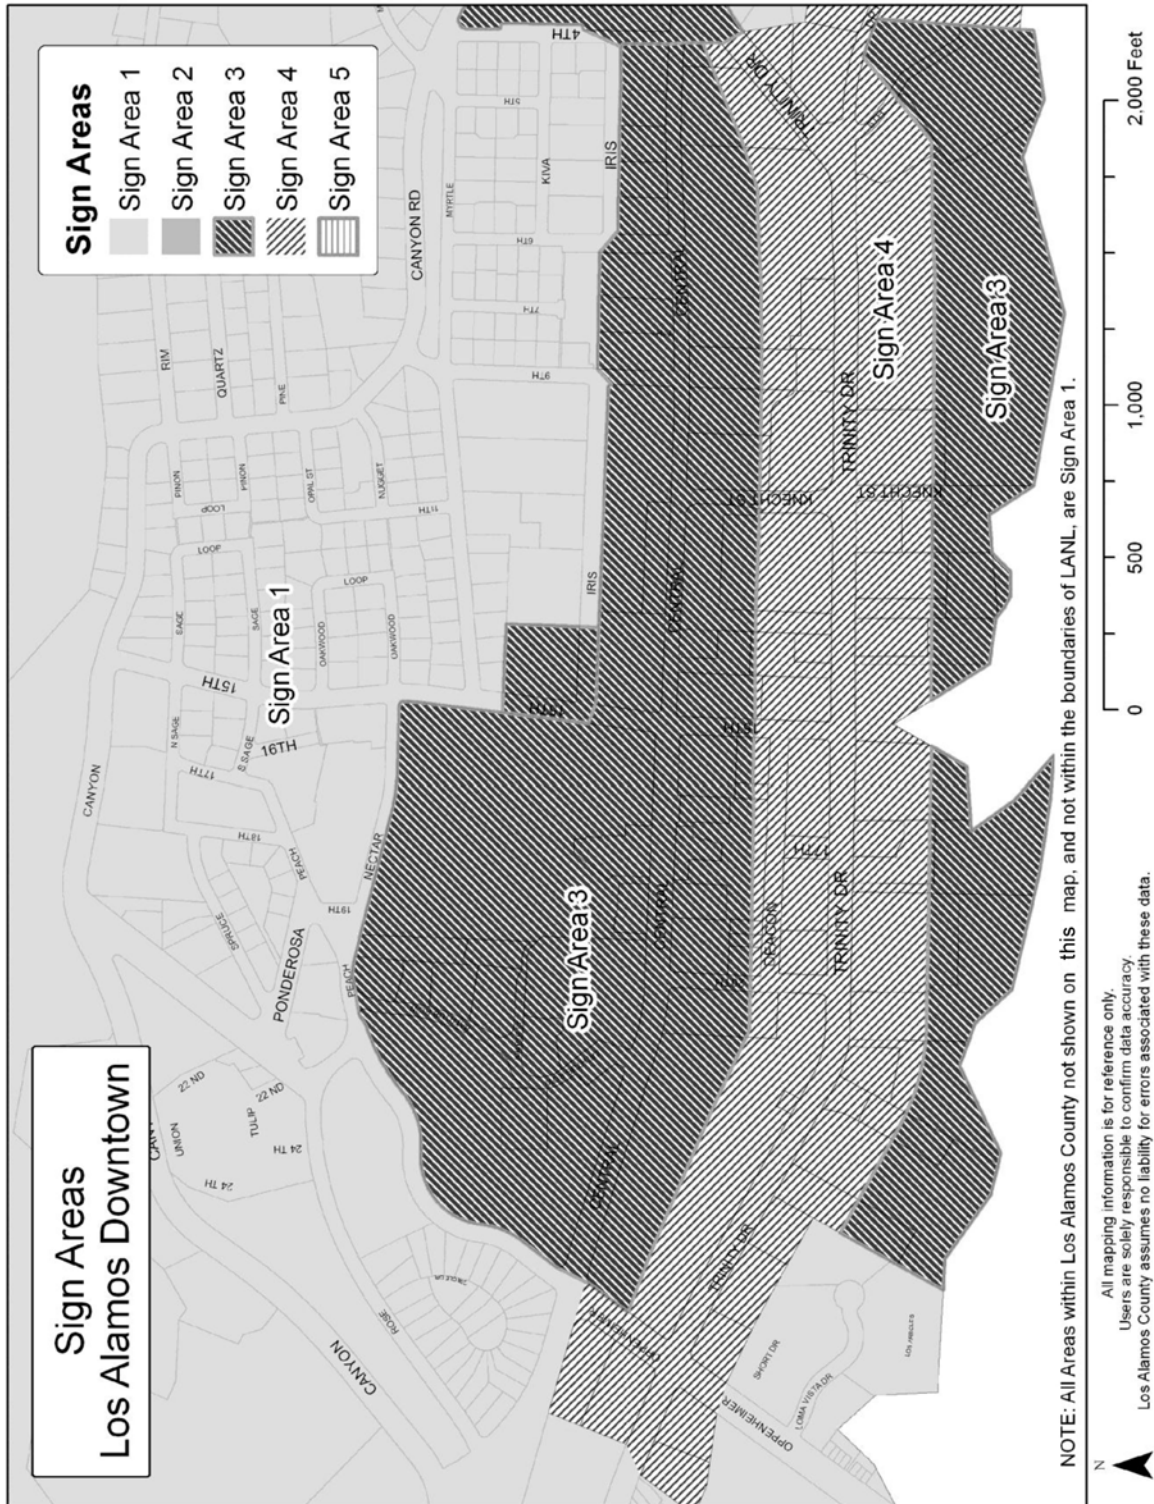 Sign Areas
Los Alamos Downtown
Sign Areas
Sign Area 1
Sign Area 2
Sign Area 3
Sign Area 4
Sign Area 5
CANYON
RIM
QUARTZ
PINE
CANYON RD
MYRTLE
4TH
5TH
KIVA
IRIS
6TH
7TH
9TH
PINON
PINON
LOOP
LOOP
OPAL ST
NUGGET
11TH
LOOP
SAGE
OAKWOOD
OAKWOOD
15TH
Sign Area 1
N SAGE
S SAGE
16TH
17TH
18TH
PEACH
SPRUCE
NECTAR
19TH
PONDEROSA
PEACH
22 ND
22 ND
UNION
TULIP
24 TH
24 TH
ROSE
CANYON
IRIS
15TH
15TH
CENTRAL
CENTRAL
CENTRAL
CENTRAL
Sign Area 3
20TH
DEACON
17TH
KNECHT ST
KNECHT ST
TRINITY DR
TRINITY DR
TRINITY DR
TRINITY DR
Sign Area 4
Sign Area 3
OPPENHEIMER
OPPENHEIMER
SHORT DR
LOMA VISTA DR
NOTE: All Areas within Los Alamos County not shown on this map, and not within the boundaries of LANL, are Sign Area 1.
N
All mapping information is for reference only.
Users are solely responsible to confirm data accuracy.
Los Alamos County assumes no liability for errors associated with these data.
0 500 1,000 2,000 Feet